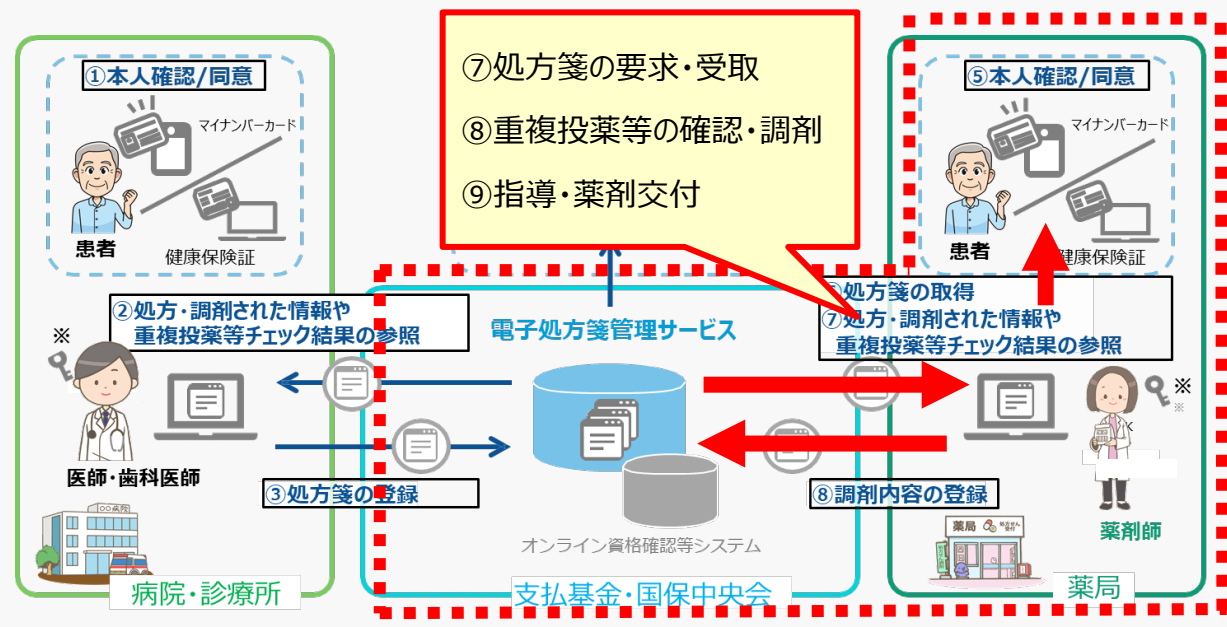 ⑦処方箋の要求・受取
⑧重複投薬等の確認・調剤
⑨指導・薬剤交付
①本人確認/同意
マイナンバーカード
患者
健康保険証
②処方・調剤された情報や
重複投薬等チェック結果の参照
※
医師・歯科医師
③処方箋の登録
○○病院
病院・診療所
電子処方箋管理サービス
オンライン資格確認等システム
支払基金・国保中央会
⑤本人確認/同意
マイナンバーカード
患者
健康保険証
処方箋の取得
⑦処方・調剤された情報や
重複投薬等チェック結果の参照
※
※
⑧調剤内容の登録
薬局 処方せん
受付
薬剤師
薬局